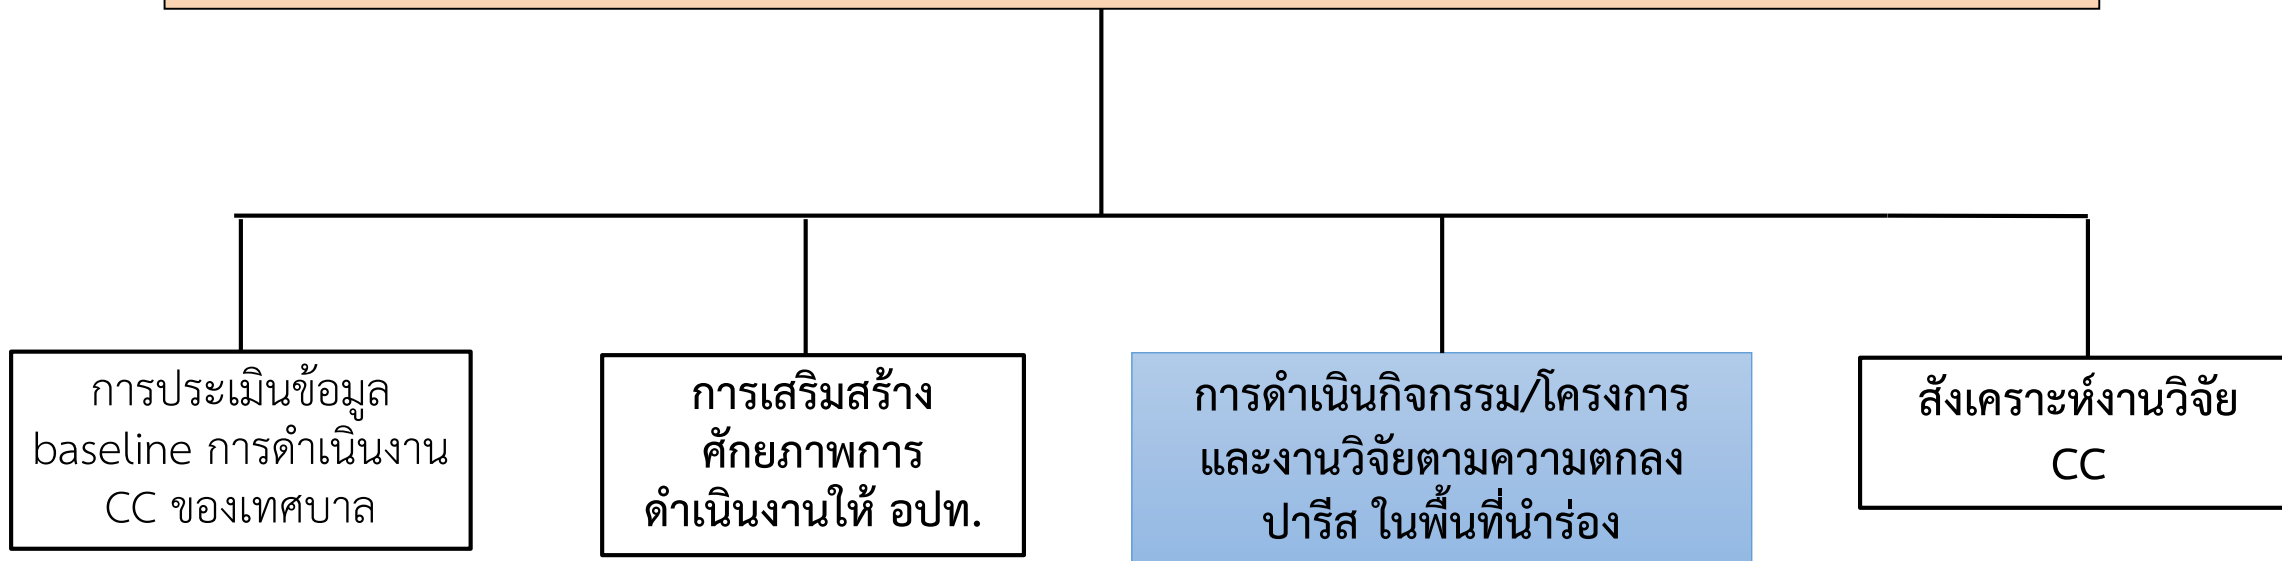 การประเมินข้อมูล
baseline การดำเนินงาน
CC ของเทศบาล
การเสริมสร้าง
ศักยภาพการ
ดำเนินงานให้ อปท.
การดำเนินกิจกรรม/โครงการ
และงานวิจัยตามความตกลง
ปารีส ในพื้นที่นำร่อง
สังเคราะห์งานวิจัย
CC